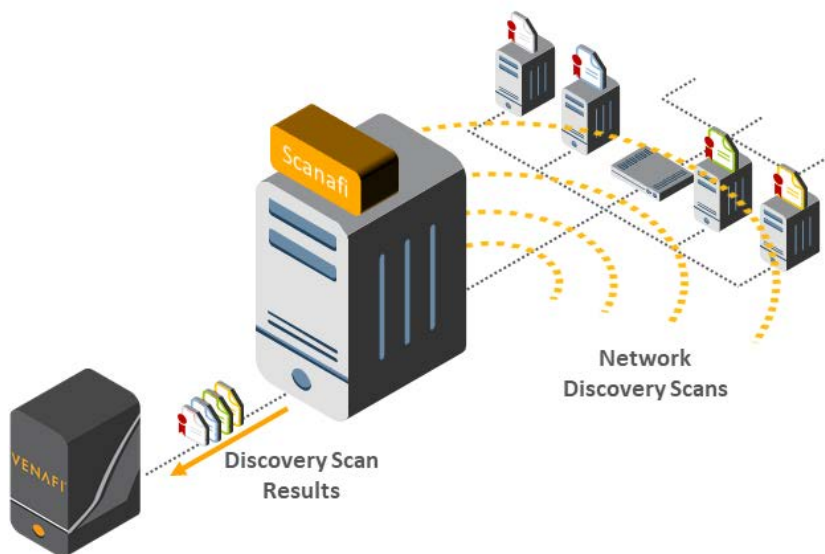 Scanafi
Network
Discovery Scans
Discovery Scan
Results
VENAFI